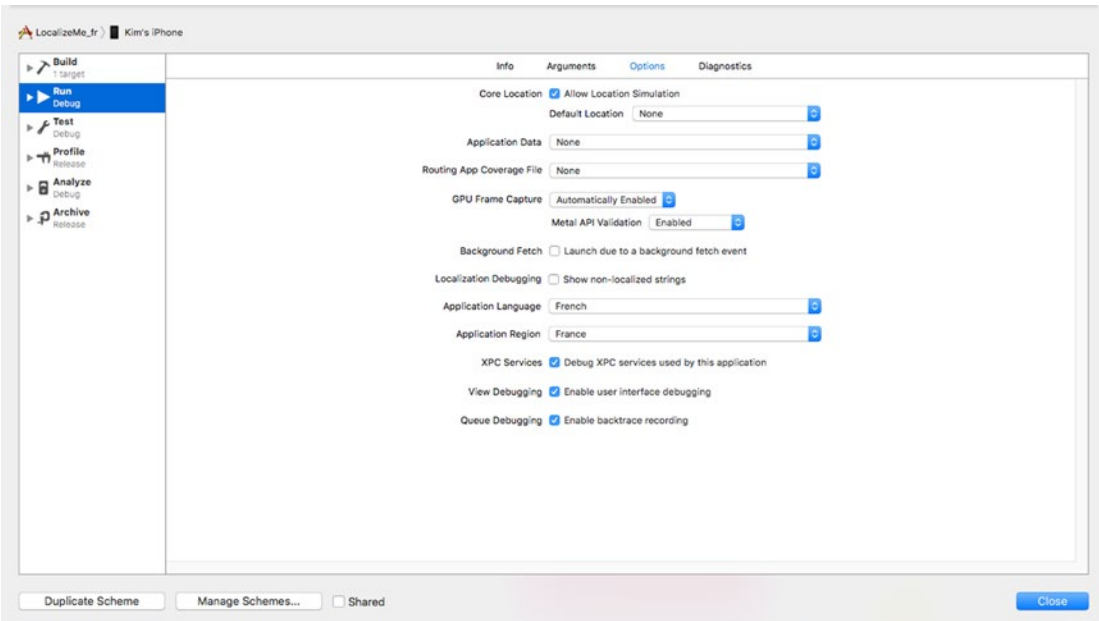 LocalizeMe_fr Kim's iPhone
Build
1 target
Run
Debug
Test
Debug
Profile
Release
Analyze
Debug
Archive
Release
Info Arguments Options Diagnostics
Core Location Allow Location Simulation
Default Location None
Application Data None
Routing App Coverage File None
GPU Frame Capture Automatically Enabled
Metal API Validation Enabled
Background Fetch Launch due to a background fetch event
Localization Debugging Show non-localized strings
Application Language French
Application Region France
XPC Services Debug XPC services used by this application
View Debugging Enable user interface debugging
Queue Debugging Enable backtrace recording
Duplicate Scheme Manage Schemes... Shared Close